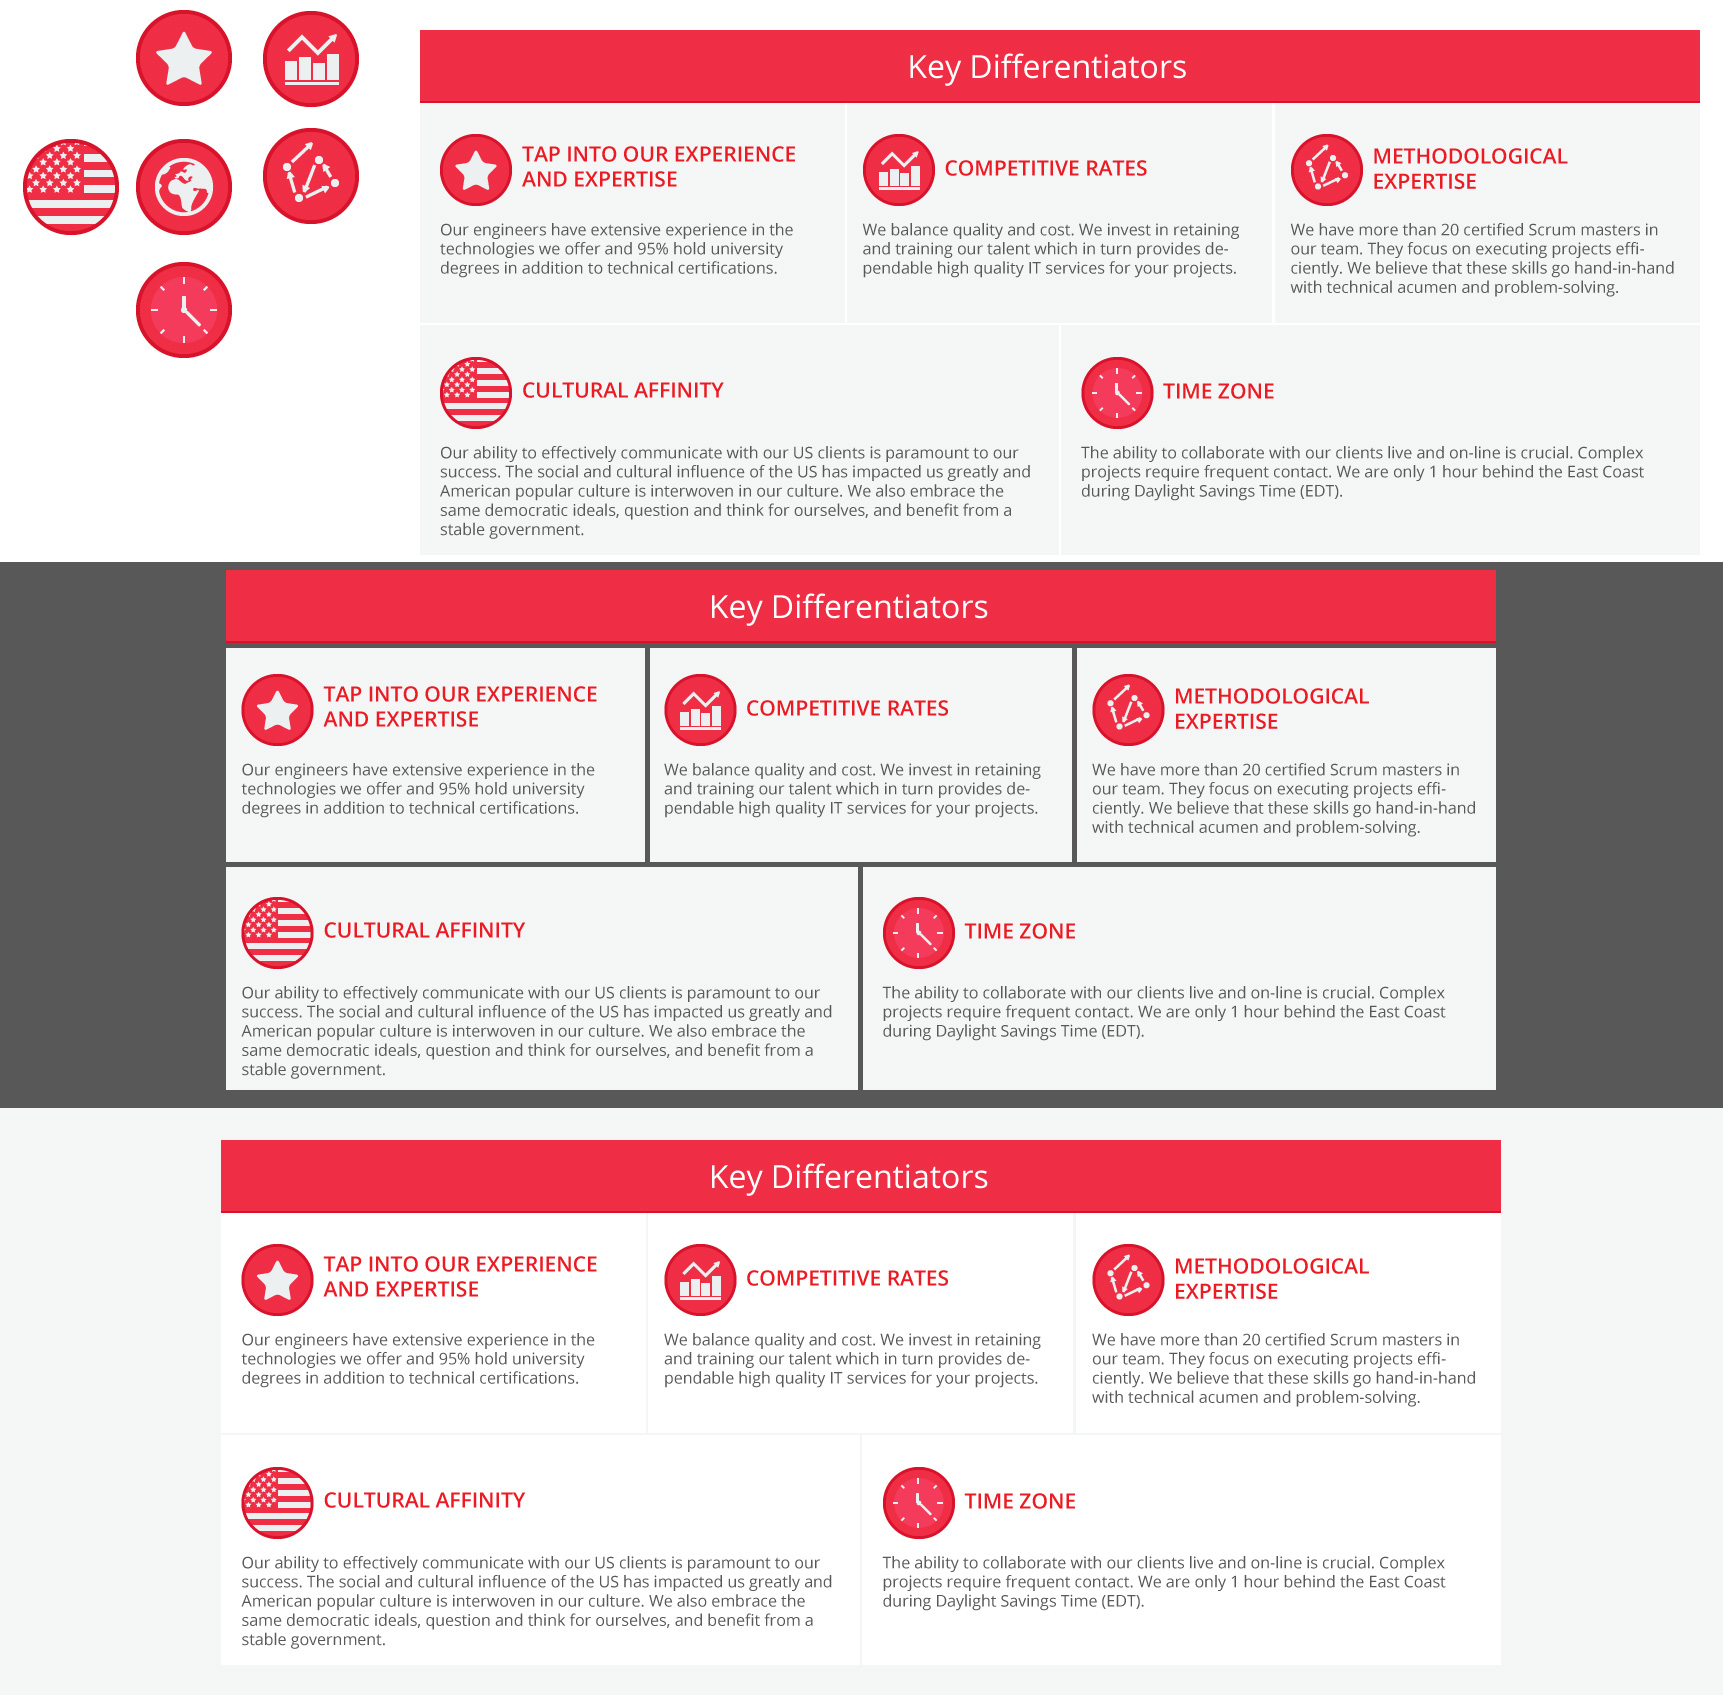 Key Differentiators
TAP INTO OUR EXPERIENCE
AND EXPERTISE
Our engineers have extensive experience in the
technologies we offer and 95% hold university
degrees in addition to technical certifications.
COMPETITIVE RATES
We balance quality and cost. We invest in retaining
and training our talent which in turn provides de-
pendable high quality IT services for your projects.
METHODOLOGICAL
EXPERTISE
We have more than 20 certified Scrum masters in
our team. They focus on executing projects effi-
ciently. We believe that these skills go hand-in-hand
with technical acumen and problem-solving.
CULTURAL AFFINITY
Our ability to effectively communicate with our US clients is paramount to our
success. The social and cultural influence of the US has impacted us greatly and
American popular culture is interwoven in our culture. We also embrace the
same democratic ideals, question and think for ourselves, and benefit from a
stable government.
TIME ZONE
The ability to collaborate with our clients live and on-line is crucial. Complex
projects require frequent contact. We are only 1 hour behind the East Coast
during Daylight Savings Time (EDT).
Key Differentiators
TAP INTO OUR EXPERIENCE
AND EXPERTISE
Our engineers have extensive experience in the
technologies we offer and 95% hold university
degrees in addition to technical certifications.
COMPETITIVE RATES
We balance quality and cost. We invest in retaining
and training our talent which in turn provides de-
pendable high quality IT services for your projects.
METHODOLOGICAL
EXPERTISE
We have more than 20 certified Scrum masters in
our team. They focus on executing projects effi-
ciently. We believe that these skills go hand-in-hand
with technical acumen and problem-solving.
CULTURAL AFFINITY
Our ability to effectively communicate with our US clients is paramount to our
success. The social and cultural influence of the US has impacted us greatly and
American popular culture is interwoven in our culture. We also embrace the
same democratic ideals, question and think for ourselves, and benefit from a
stable government.
TIME ZONE
The ability to collaborate with our clients live and on-line is crucial. Complex
projects require frequent contact. We are only 1 hour behind the East Coast
during Daylight Savings Time (EDT).
Key Differentiators
TAP INTO OUR EXPERIENCE
AND EXPERTISE
Our engineers have extensive experience in the
technologies we offer and 95% hold university
degrees in addition to technical certifications.
COMPETITIVE RATES
We balance quality and cost. We invest in retaining
and training our talent which in turn provides de-
pendable high quality IT services for your projects.
METHODOLOGICAL
EXPERTISE
We have more than 20 certified Scrum masters in
our team. They focus on executing projects effi-
ciently. We believe that these skills go hand-in-hand
with technical acumen and problem-solving.
CULTURAL AFFINITY
Our ability to effectively communicate with our US clients is paramount to our
success. The social and cultural influence of the US has impacted us greatly and
American popular culture is interwoven in our culture. We also embrace the
same democratic ideals, question and think for ourselves, and benefit from a
stable government.
TIME ZONE
The ability to collaborate with our clients live and on-line is crucial. Complex
projects require frequent contact. We are only 1 hour behind the East Coast
during Daylight Savings Time (EDT).